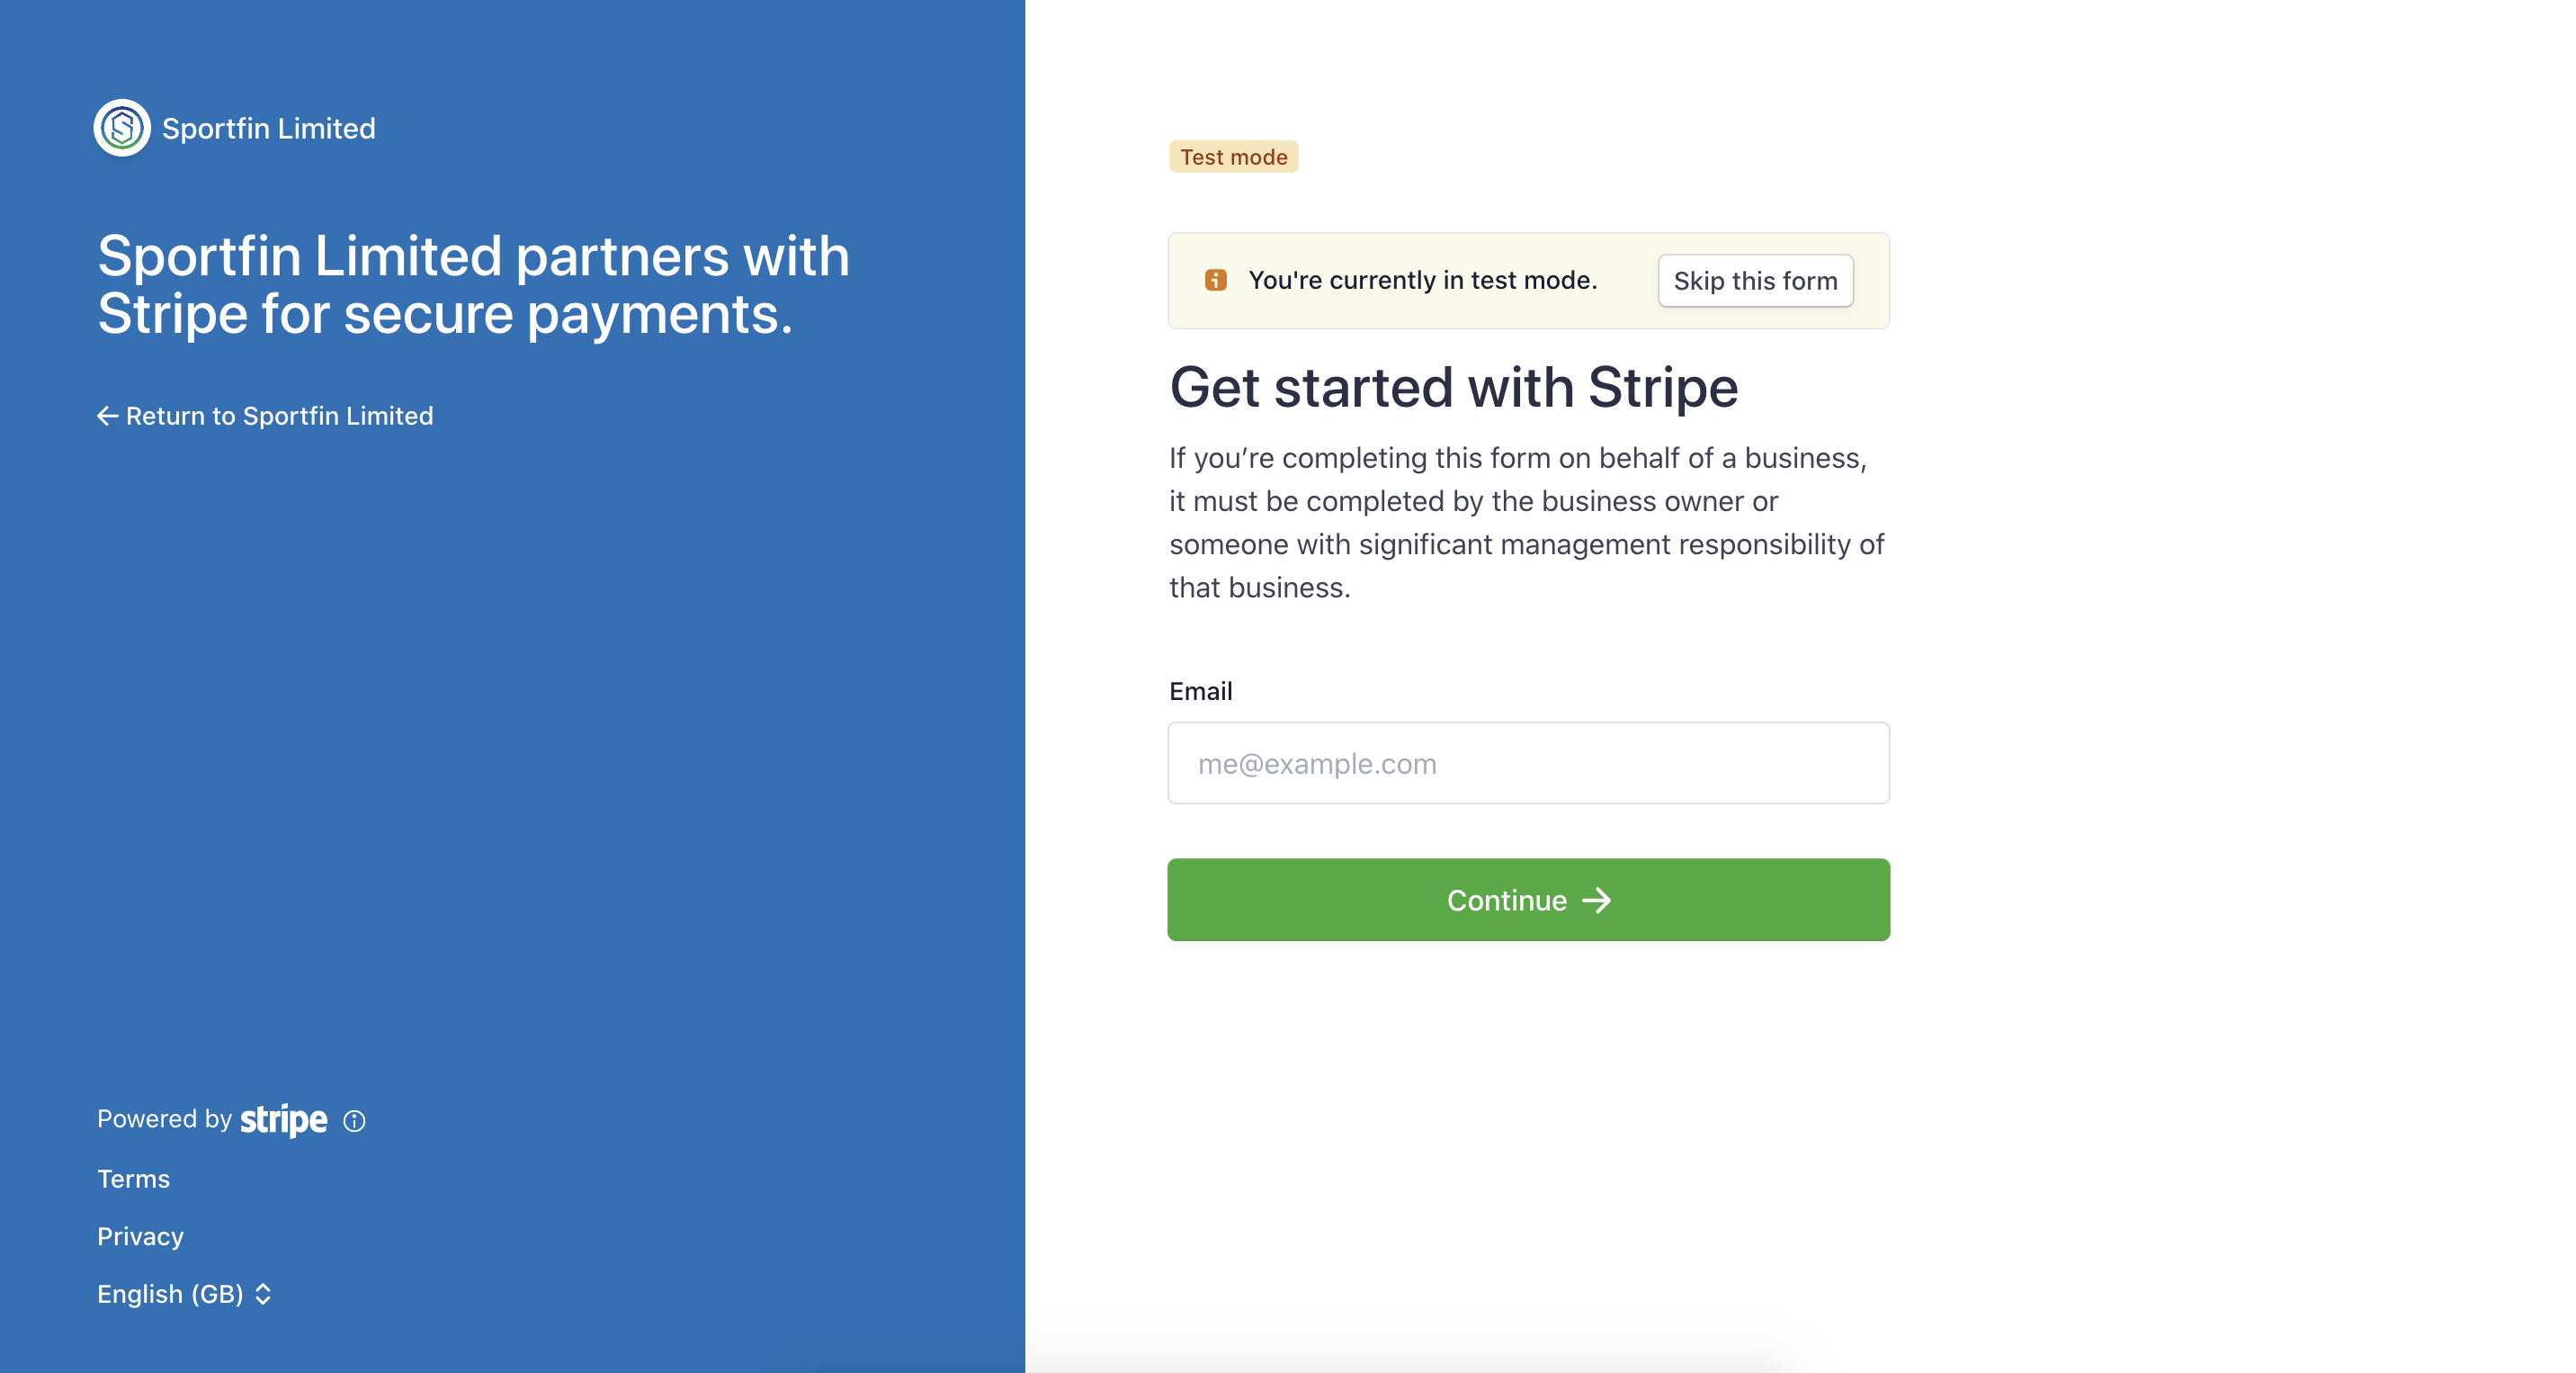 Sportfin Limited
Sportfin Limited partners with
Stripe for secure payments.
← Return to Sportfin Limited
Powered by stripe
Terms
Privacy
English (GB)
Test mode
You're currently in test mode.
Skip this form
Get started with Stripe
If you’re completing this form on behalf of a business,
it must be completed by the business owner or
someone with significant management responsibility of
that business.
Email
me@example.com
Continue →